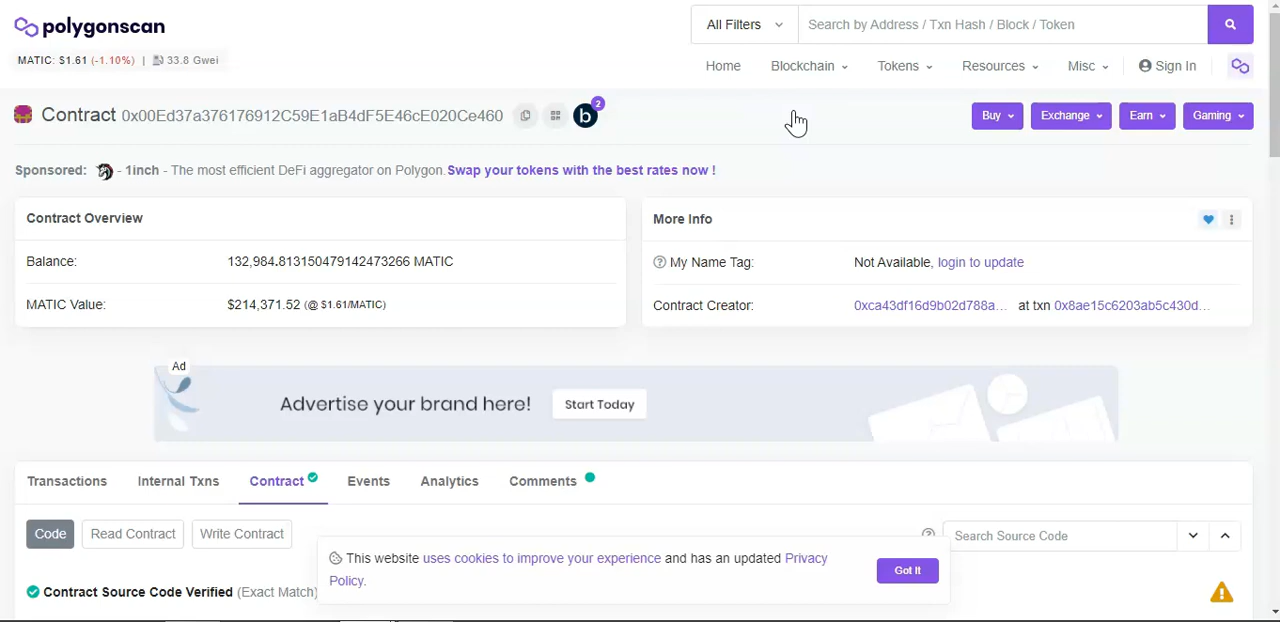 polygonscan
All Filters
Search by Address / Txn Hash / Block / Token
MATIC: $1.61 (-1.10%) | 33.8 Gwei
Home Blockchain Tokens Resources Misc Sign In
Contract 0x00Ed37a376176912C59E1aB4dF5E46cE020Ce460
b 2
Buy Exchange Earn Gaming
Sponsored: - 1inch - The most efficient DeFi aggregator on Polygon. Swap your tokens with the best rates now !
Contract Overview
Balance: 132,984.813150479142473266 MATIC
MATIC Value: $214,371.52 (@ $1.61/MATIC)
More Info
My Name Tag: Not Available, login to update
Contract Creator: 0xca43df16d9b02d788a... at txn 0x8ae15c6203ab5c430d...
Ad
Advertise your brand here! Start Today
Transactions Internal Txns Contract Events Analytics Comments
Code Read Contract Write Contract
Search Source Code
This website uses cookies to improve your experience and has an updated Privacy
Policy.
Got It
Contract Source Code Verified (Exact Match)